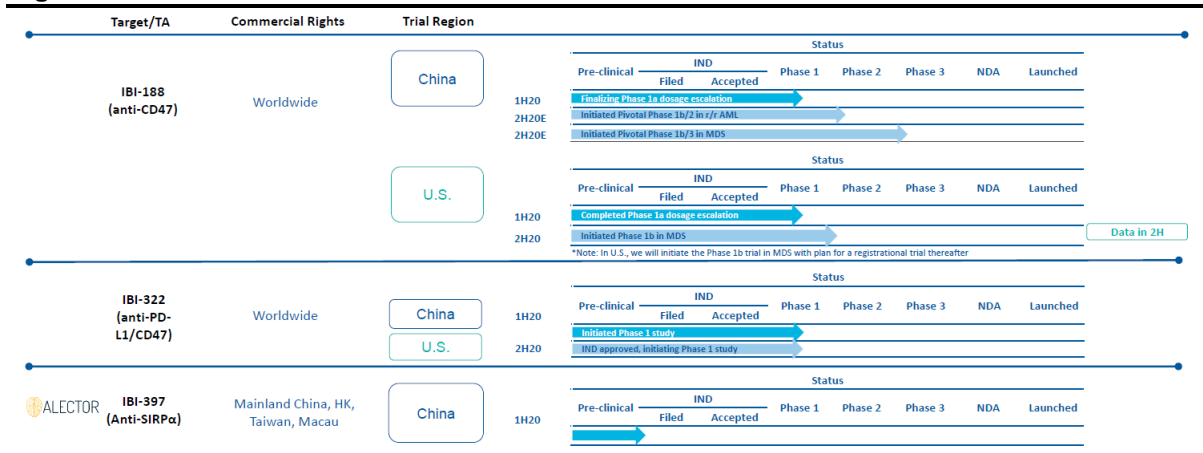 Target/TA Commercial Rights Trial Region
IBI-188
(anti-CD47)
Worldwide
China
Status
Pre-clinical IND Phase 1 Phase 2 Phase 3 NDA Launched
Filed Accepted
1H20 Finalizing Phase 1a dosage escalation
2H20E Initiated Pivotal Phase 1b/2 in r/r AML
2H20E Initiated Pivotal Phase 1b/3 in MDS
U.S.
Status
Pre-clinical IND Phase 1 Phase 2 Phase 3 NDA Launched
Filed Accepted
1H20 Completed Phase 1a dosage escalation
2H20 Initiated Phase 1b in MDS
Data in 2H
*Note: In U.S., we will initiate the Phase 1b trial in MDS with plan for a registrational trial thereafter
IBI-322
(anti-PD-
L1/CD47)
Worldwide
China
U.S.
Status
Pre-clinical IND Phase 1 Phase 2 Phase 3 NDA Launched
Filed Accepted
1H20 Initiated Phase 1 study
2H20 IND approved, initiating Phase 1 study
ALECTOR
IBI-397
(Anti-SIRPα)
Mainland China, HK,
Taiwan, Macau
China
Status
Pre-clinical IND Phase 1 Phase 2 Phase 3 NDA Launched
Filed Accepted
1H20